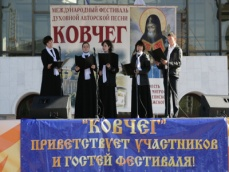 МЕЖДУНАРОДНЫЙ ФЕСТИВАЛЬ
ДУХОВНОЙ АВТОРСКОЙ ПЕСНИ
КОВЧЕГ
"КОВЧЕГ"
ПРИВЕТСТВУЕТ УЧАСТНИКОВ
И ГОСТЕЙ ФЕСТИВАЛЯ!